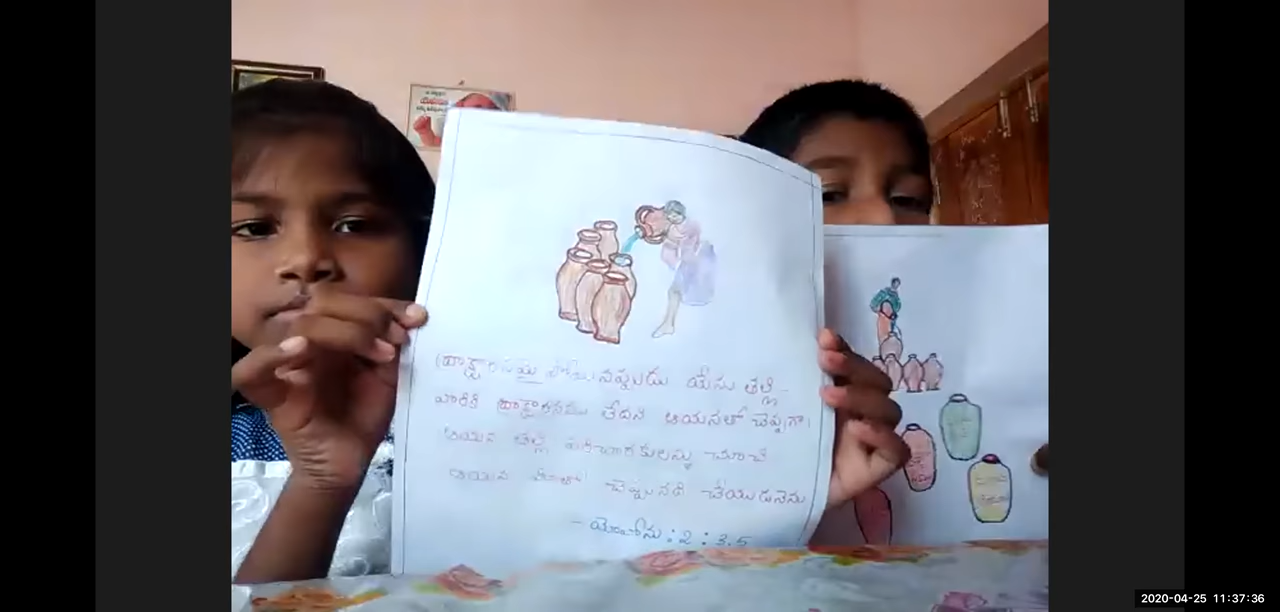 ద్రాక్షారసమై పోయినప్పుడు యేసు తల్లి-
వారికి ద్రాక్షారసము లేదని ఆయనతో చెప్పగా
ఆయన తల్లి పరిచారకులన్ను చూచి
ఆయన మీతో చెప్పునది చేయుడునెను
- యోహాను : 2 : 3.5
2020-04-25 11:37:36